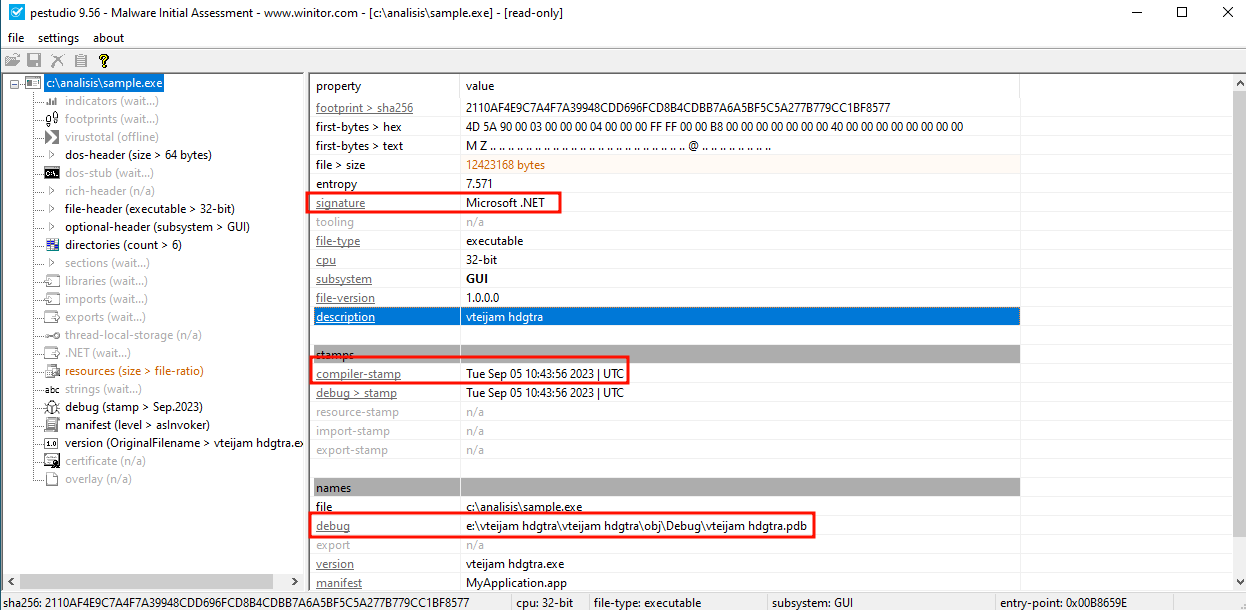 pestudio 9.56 - Malware Initial Assessment - www.winitor.com - [c:\analisis\sample.exe] - [read-only]
file settings about
c:\analisis\sample.exe
indicators (wait...)
footprints (wait...)
virustotal (offline)
dos-header (size > 64 bytes)
dos-stub (wait...)
rich-header (n/a)
file-header (executable > 32-bit)
optional-header (subsystem > GUI)
directories (count > 6)
sections (wait...)
libraries (wait...)
imports (wait...)
exports (wait...)
thread-local-storage (n/a)
.NET (wait...)
resources (size > file-ratio)
abc strings (wait...)
debug (stamp > Sep.2023)
manifest (level > asInvoker)
1.0 version (OriginalFilename > vteijam hdgtra.ex
certificate (n/a)
overlay (n/a)
property value
footprint > sha256 2110AF4E9C7A4F7A39948CDD696FCD8B4CDBB7A6A5BF5C5A277B779CC1BF8577
first-bytes > hex 4D 5A 90 00 03 00 00 00 04 00 00 00 FF FF 00 00 B8 00 00 00 00 00 00 00 40 00 00 00 00 00 00 00
first-bytes > text M Z .. .. .. .. .. .. .. .. .. .. .. .. .. .. .. .. .. .. .. .. .. .. @ .. .. .. .. .. .. ..
file > size 12423168 bytes
entropy 7.571
signature Microsoft .NET
tooling n/a
file-type executable
cpu 32-bit
subsystem GUI
file-version 1.0.0.0
description vteijam hdgtra
stamps
compiler-stamp Tue Sep 05 10:43:56 2023 | UTC
debug > stamp Tue Sep 05 10:43:56 2023 | UTC
resource-stamp n/a
import-stamp n/a
export-stamp n/a
names
file c:\analisis\sample.exe
debug e:\vteijam hdgtra\vteijam hdgtra\obj\Debug\vteijam hdgtra.pdb
export n/a
version vteijam hdgtra.exe
manifest MyApplication.app
sha256: 2110AF4E9C7A4F7A39948CDD696FCD8B4CDBB7A6A5BF5C5A277B779CC1BF8577 cpu: 32-bit file-type: executable subsystem: GUI entry-point: 0x00B8659E